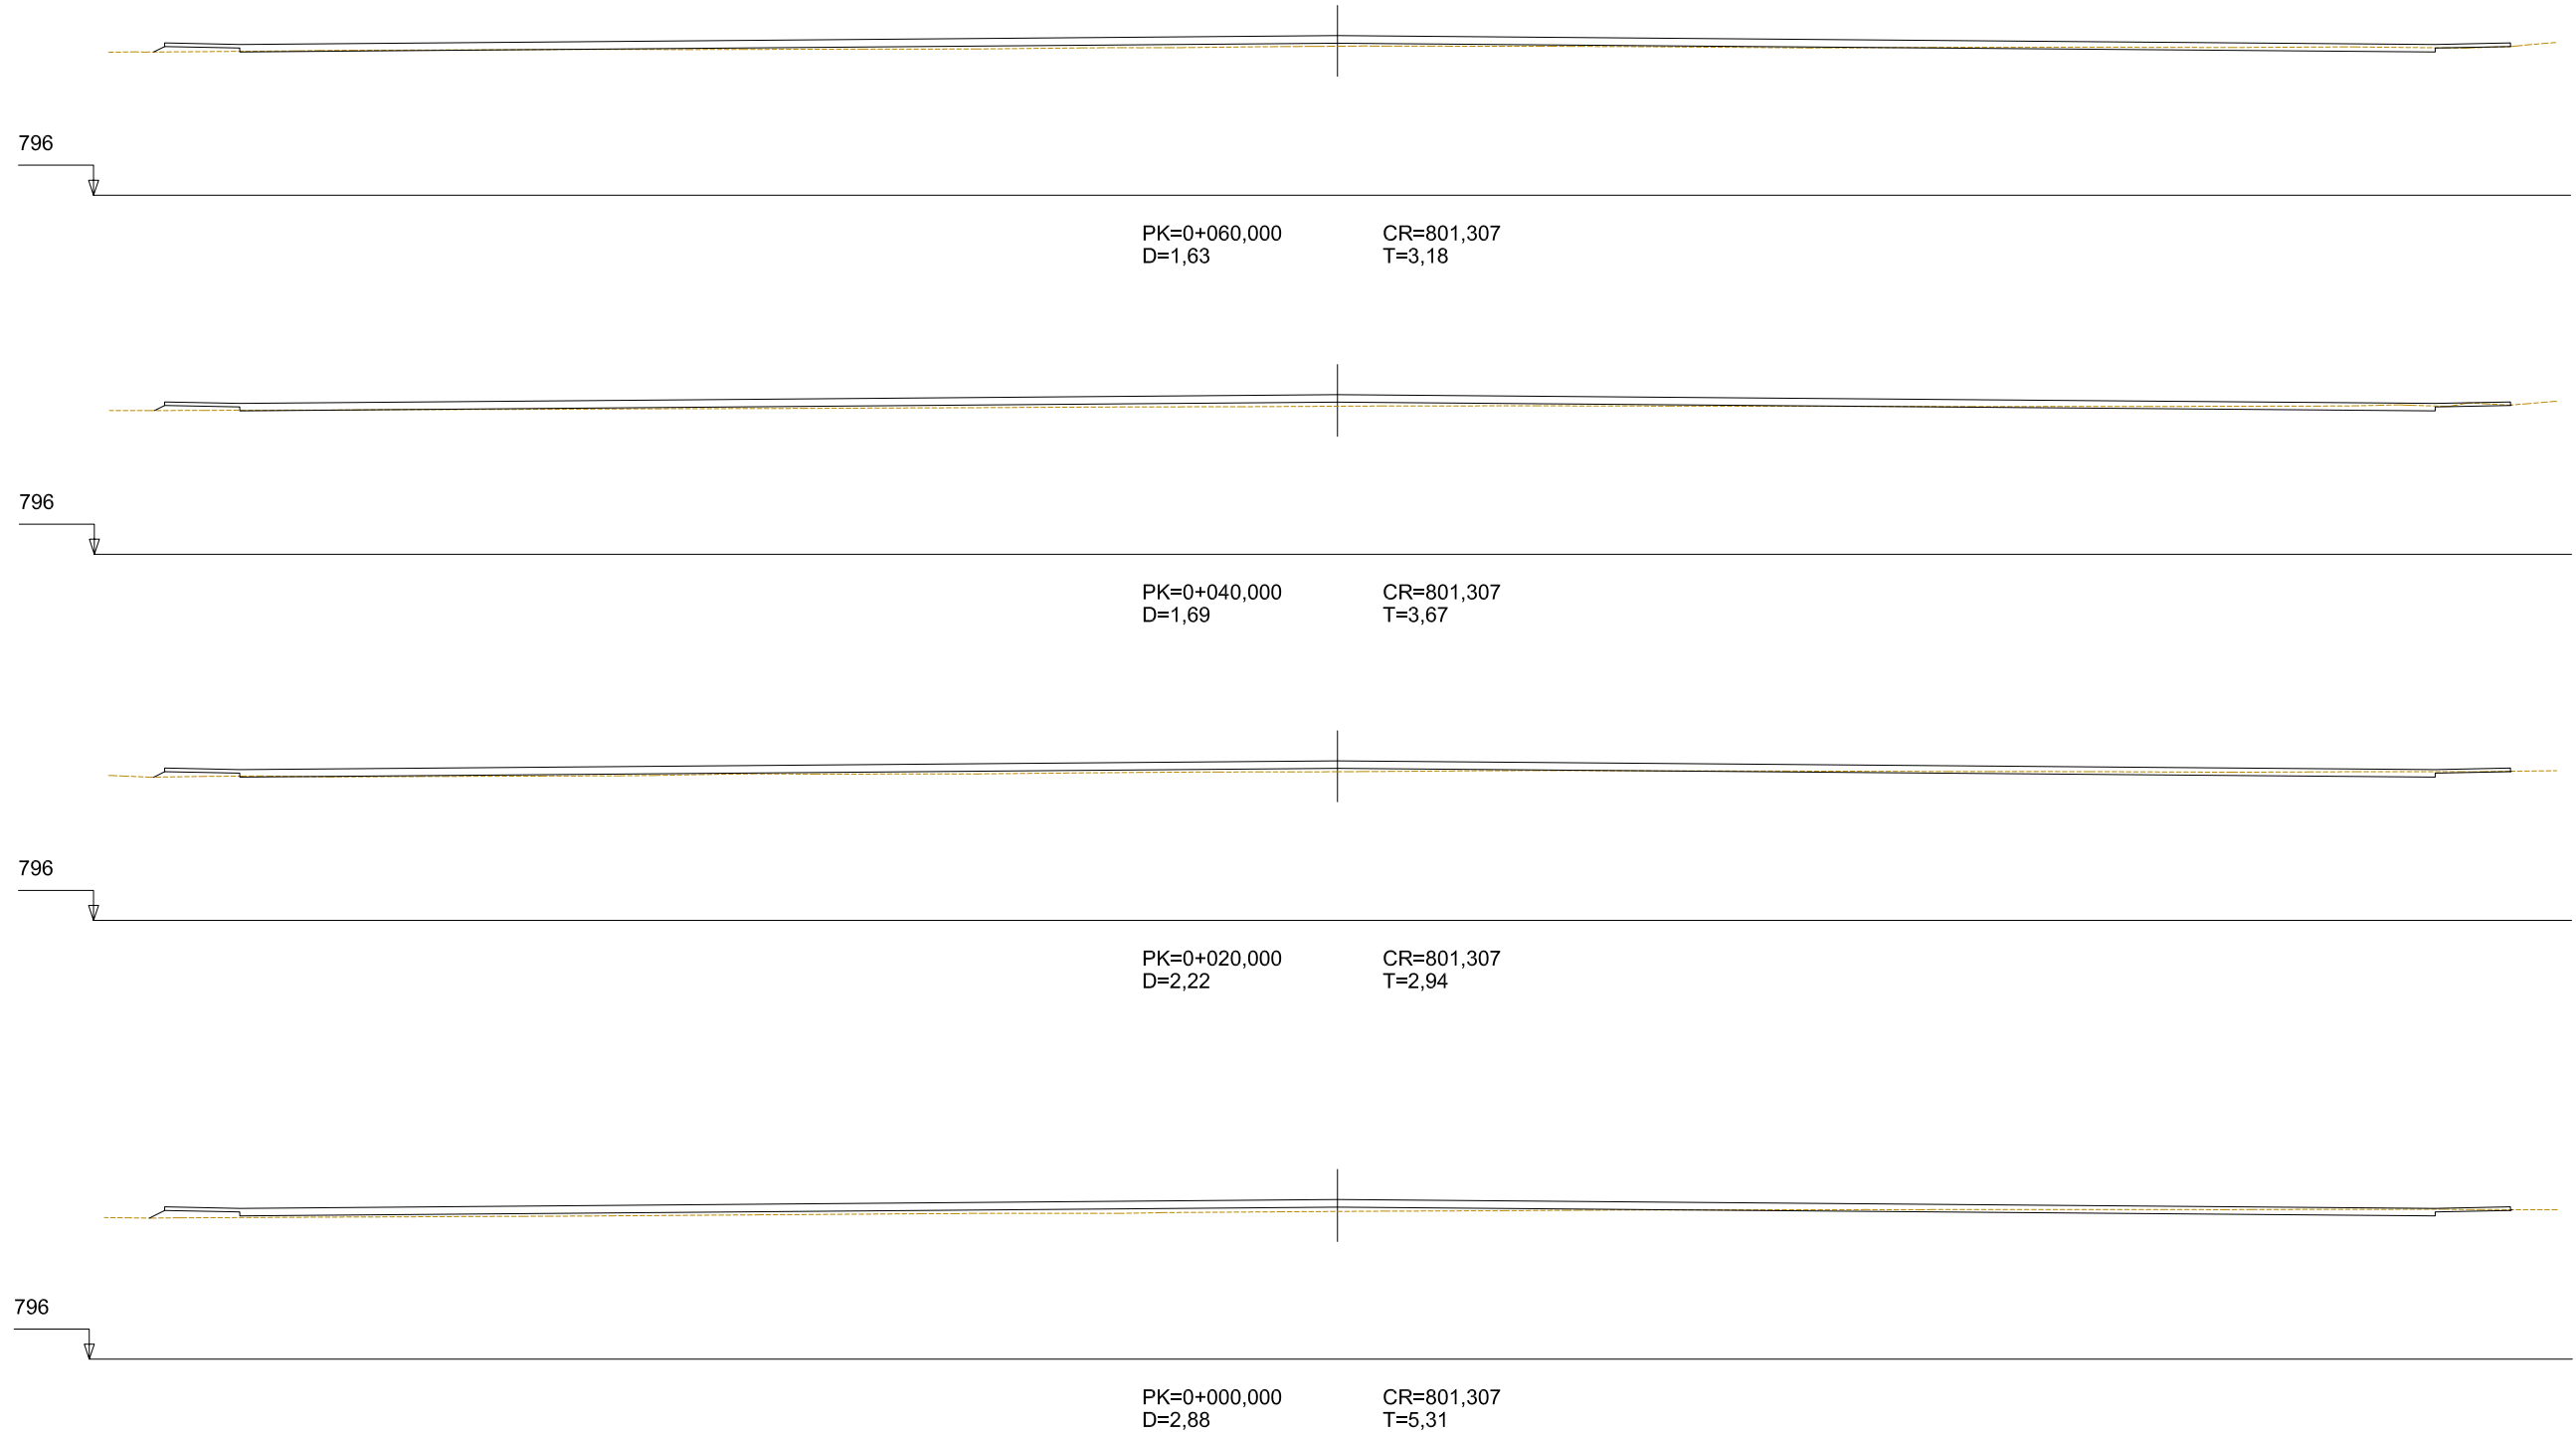 796
PK=0+060,000 CR=801,307
D=1,63 T=3,18
796
PK=0+040,000 CR=801,307
D=1,69 T=3,67
796
PK=0+020,000 CR=801,307
D=2,22 T=2,94
796
PK=0+000,000 CR=801,307
D=2,88 T=5,31